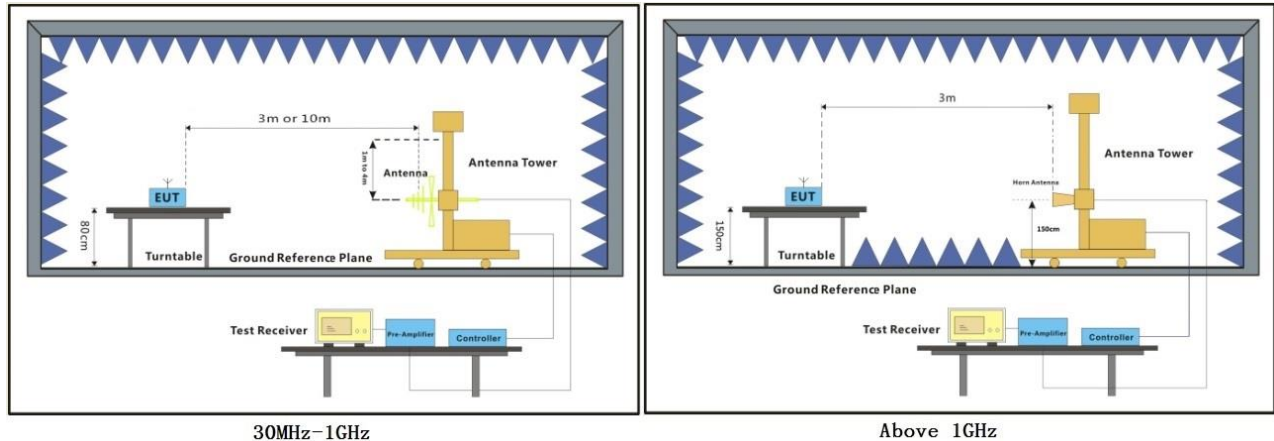 3m or 10m
1m to 4m
Antenna
Antenna Tower
EUT
80cm
Turntable
Ground Reference Plane
Test Receiver
Pre-Amplifier
Controller
30MHz-1GHz
3m
Antenna Tower
Horn Antenna
EUT
150cm
150cm
Turntable
Ground Reference Plane
Test Receiver
Pre-Amplifier
Controller
Above 1GHz